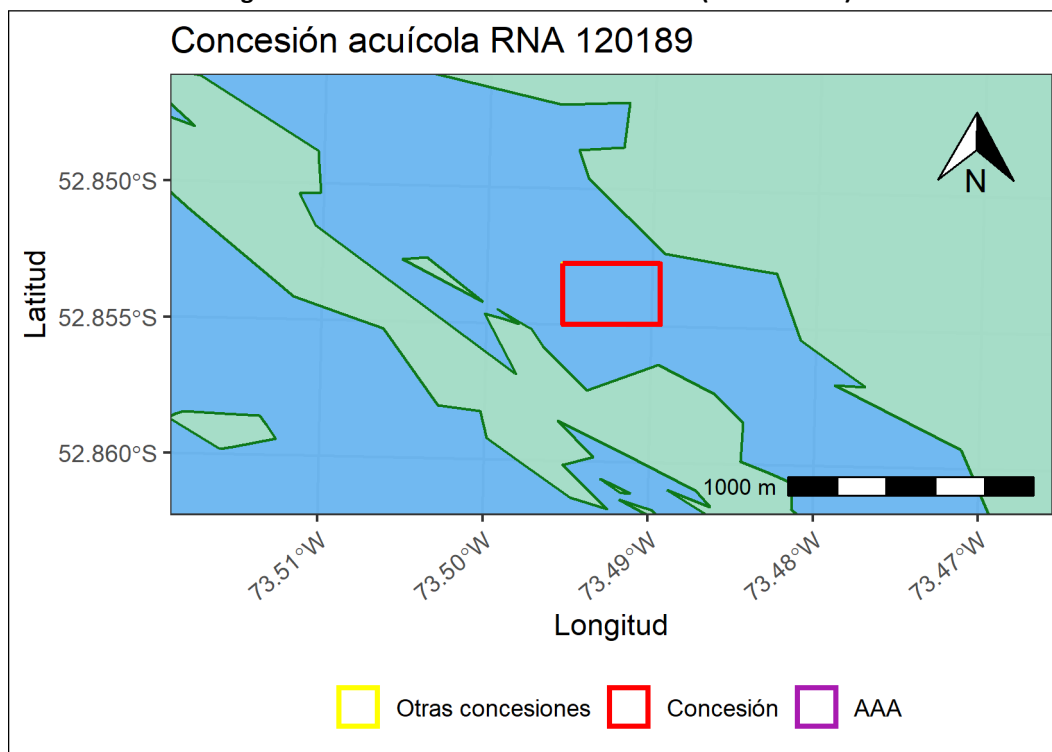 Concesión acuícola RNA 120189
N
52.850°S
52.855°S
52.860°S
Latitud
1000 m
73.51°W
73.50°W
73.49°W
73.48°W
73.47°W
Longitud
Otras concesiones
Concesión
AAA